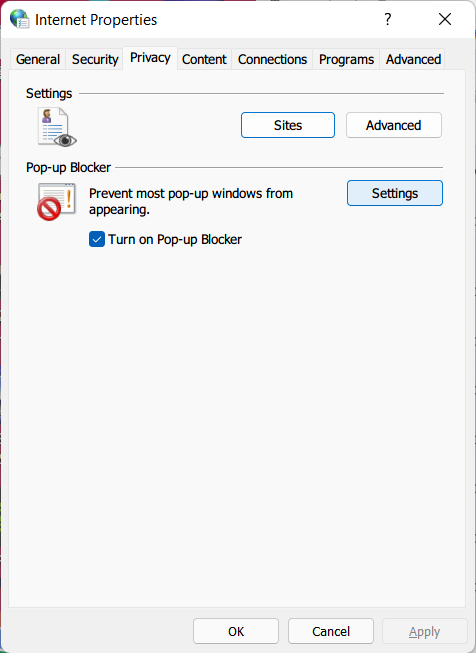 Internet Properties
?
General Security Privacy Content Connections Programs Advanced
Settings
Sites Advanced
Pop-up Blocker
Prevent most pop-up windows from
appearing.
Settings
Turn on Pop-up Blocker
OK Cancel Apply